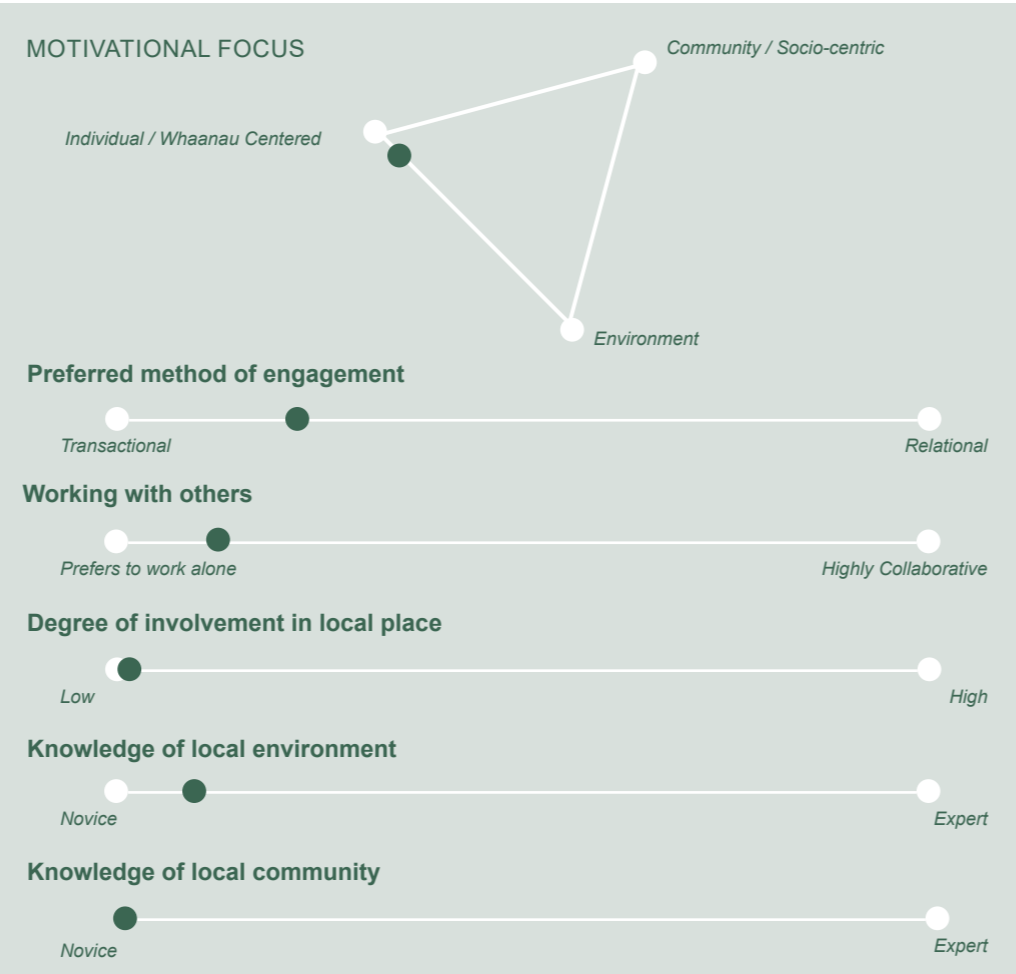 MOTIVATIONAL FOCUS
Community / Socio-centric
Individual / Whaanau Centered
Environment
Preferred method of engagement
Transactional
Relational
Working with others
Prefers to work alone
Highly Collaborative
Degree of involvement in local place
Low
High
Knowledge of local environment
Novice
Expert
Knowledge of local community
Novice
Expert